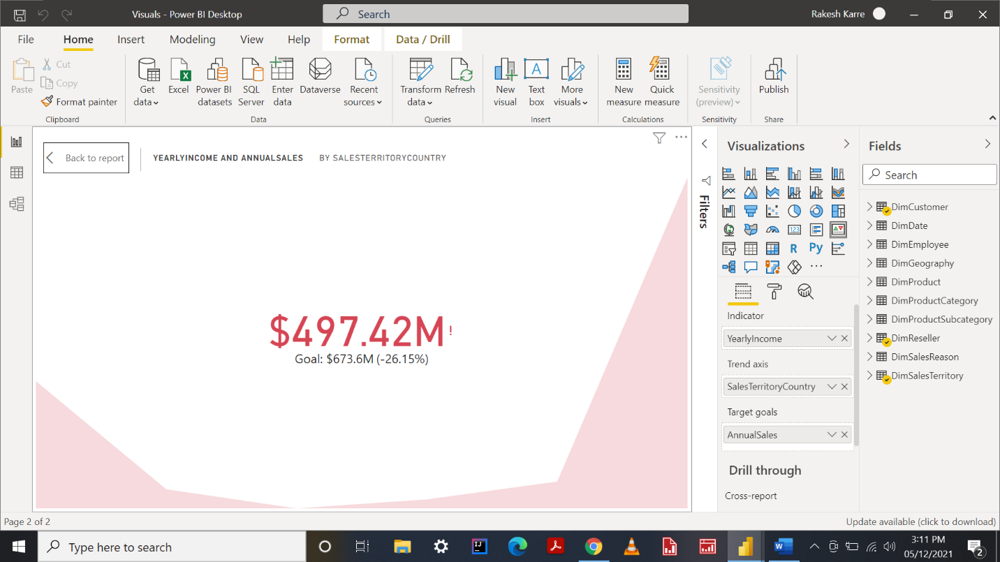 Visuals - Power BI Desktop
Search
Rakesh Karre
File Home Insert Modeling View Help Format Data / Drill
Paste
Cut
Copy
Format painter
Clipboard
Get data
Excel
Power BI datasets
SQL Server
Enter data
Dataverse
Recent sources
Data
Transform data
Refresh
Queries
New visual
Text box
More visuals
Insert
New measure
Quick measure
Calculations
Sensitivity (preview)
Sensitivity
Publish
Share
Back to report
YEARLYINCOME AND ANNUALSALES BY SALESTERRITORYCOUNTRY
$497.42M!
Goal: $673.6M (-26.15%)
Filters
Visualizations
123
R
Py
Indicator
YearlyIncome
Trend axis
SalesTerritoryCountry
Target goals
AnnualSales
Drill through
Cross-report
Fields
Search
DimCustomer
DimDate
DimEmployee
DimGeography
DimProduct
DimProductCategory
DimProductSubcategory
DimReseller
DimSalesReason
DimSalesTerritory
Page 2 of 2
Update available (click to download)
Type here to search
3:11 PM
05/12/2021
2